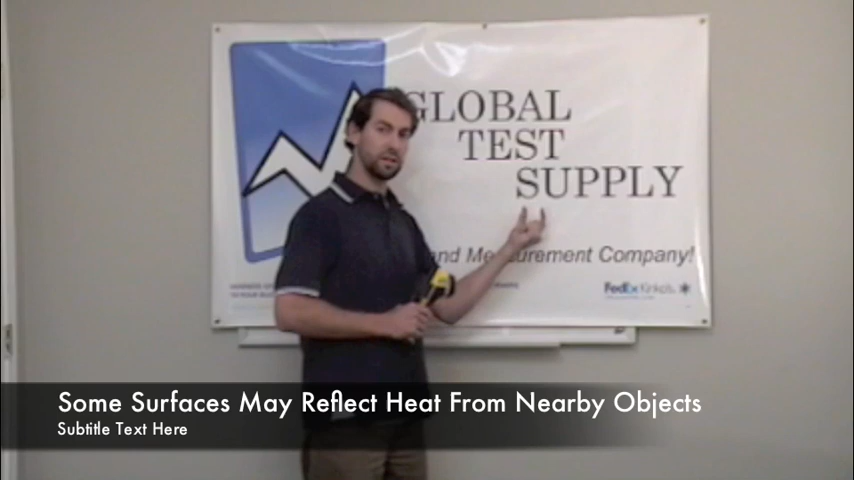 GLOBAL
TEST
SUPPLY
and Measurement Company!
FedEx Kinko's
Some Surfaces May Reflect Heat From Nearby Objects
Subtitle Text Here